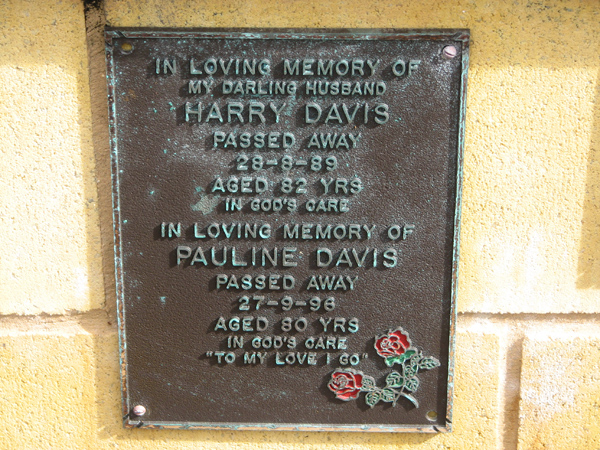 IN LOVING MEMORY OF
MY DARLING HUSBAND
HARRY DAVIS
PASSED AWAY
28-8-89
AGED 82 YRS
IN GOD'S CARE
IN LOVING MEMORY OF
PAULINE DAVIS
PASSED AWAY
27-9-96
AGED 80 YRS
IN GOD'S CARE
"TO MY LOVE I GO"